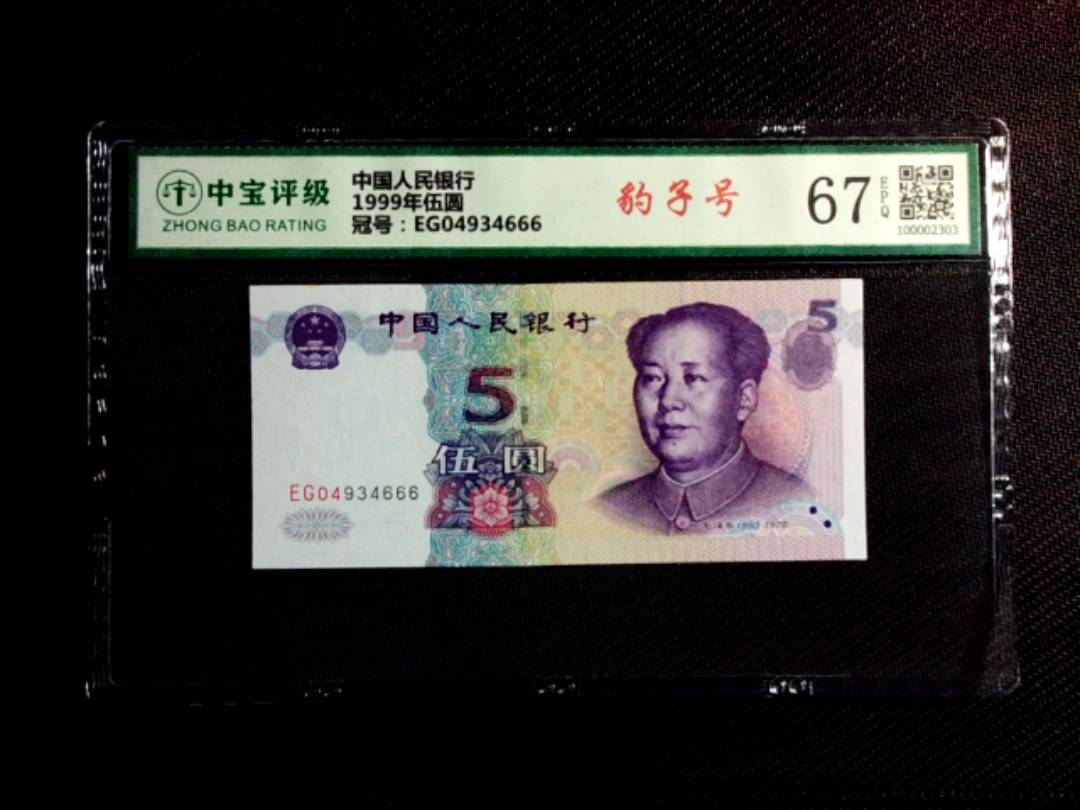 中宝评级
ZHONG BAO RATING
中国人民银行
1999年伍圆
冠号：EG04934666
豹子号
67
EPQ
100002303
中国人民银行
5
5
伍圆
EG04934666